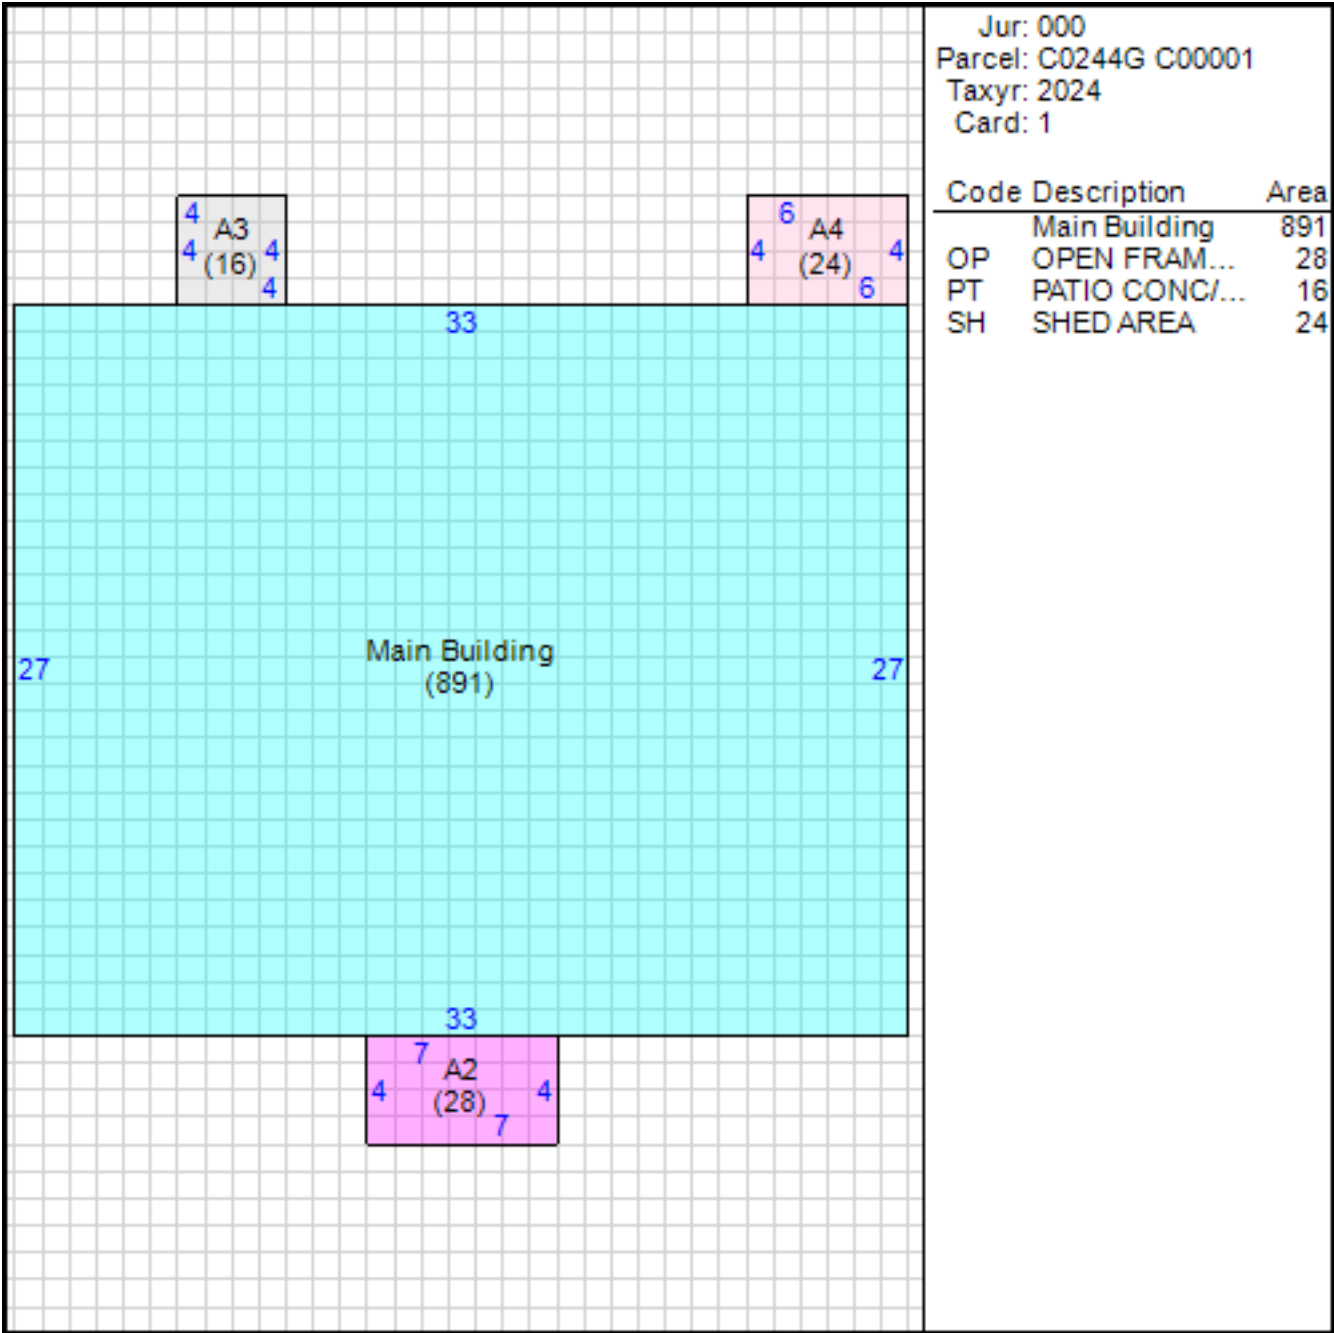 Jur: 000
Parcel: C0244G C00001
Taxyr: 2024
Card: 1
Code Description Area
Main Building 891
OP OPEN FRAM... 28
PT PATIO CONC/... 16
SH SHED AREA 24
4
A3
4 4
(16)
4
6
A4
4 4
(24)
6
33
27
Main Building
(891)
27
33
7
A2
4 4
(28)
7